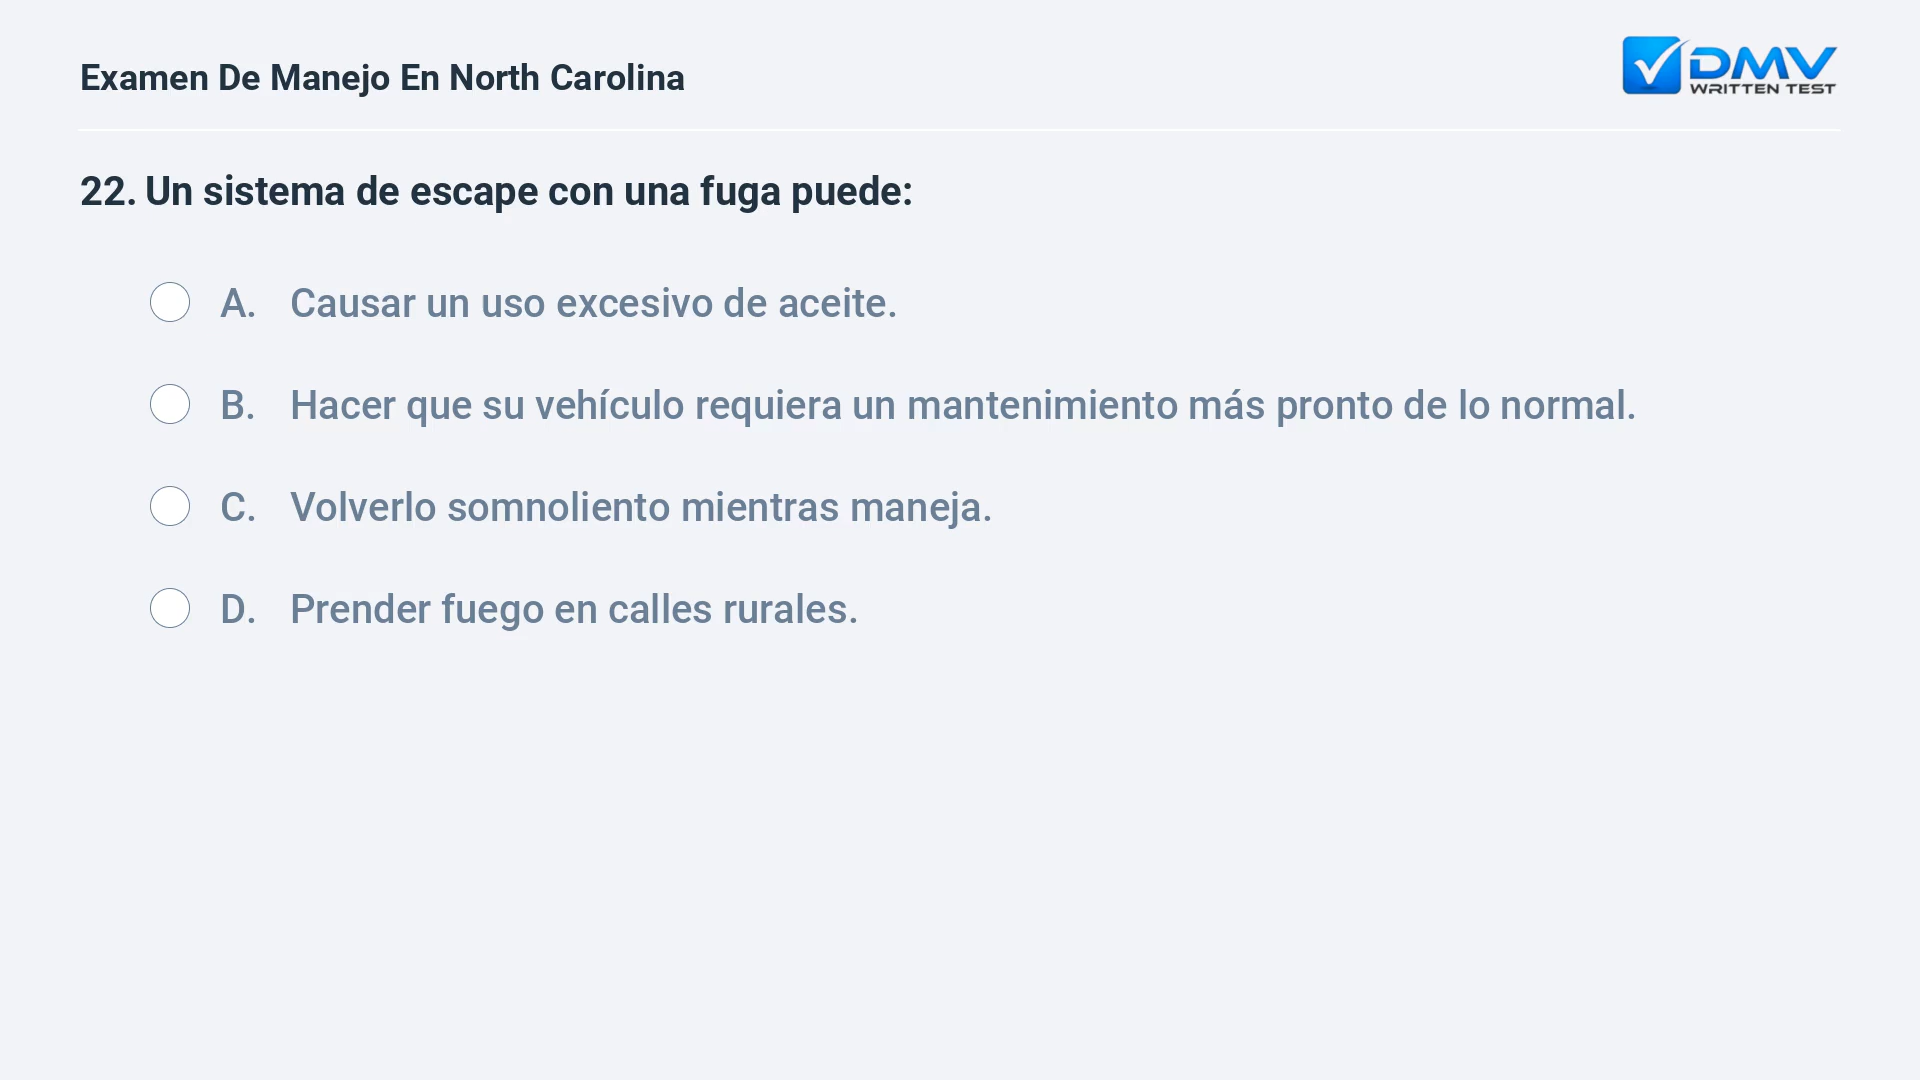 Examen De Manejo En North Carolina
DMV
WRITTEN TEST
22. Un sistema de escape con una fuga puede:
A. Causar un uso excesivo de aceite.
B. Hacer que su vehículo requiera un mantenimiento más pronto de lo normal.
C. Volverlo somnoliento mientras maneja.
D. Prender fuego en calles rurales.